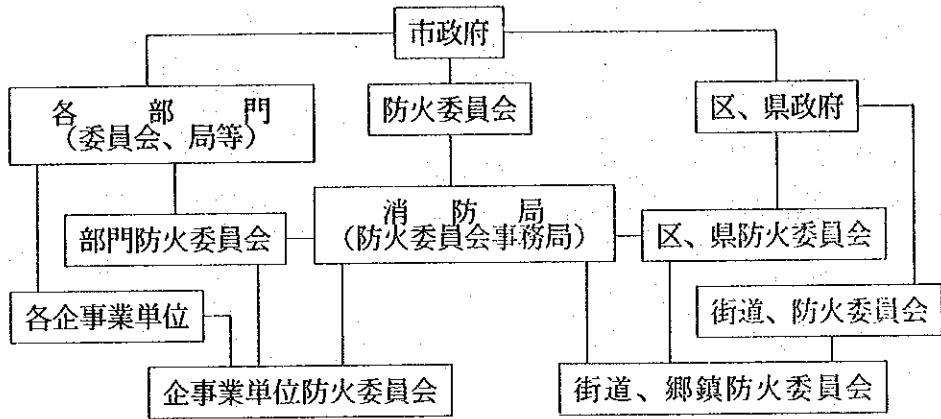 市政府
各部門
（委員会、局等）
防火委員会
区、県政府
部門防火委員会
消防局
（防火委員会事務局）
区、県防火委員会
各企事業単位
街道、防火委員会
企事業単位防火委員会
街道、郷鎮防火委員会